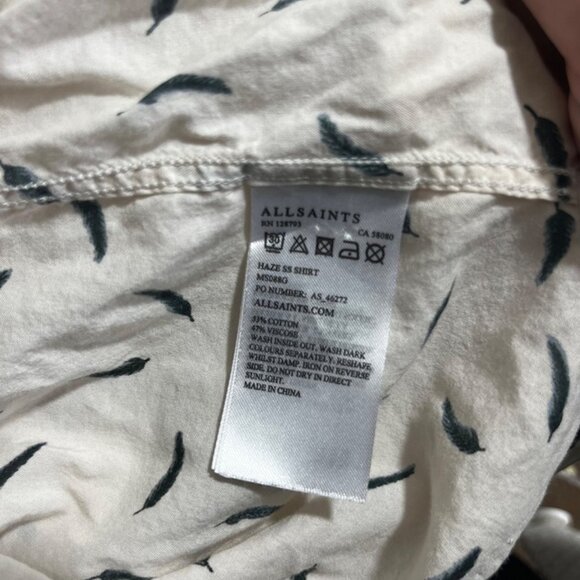 ALLSAINTS
RN 128793 CA 58080
30
HAZE SS SHIRT
MS088G
PO NUMBER: AS_46272
ALLSAINTS.COM
53% COTTON
47% VISCOSE
WASH INSIDE OUT, WASH DARK
COLOURS SEPARATELY. RESHAPE
WHILST DAMP. IRON ON REVERSE
SIDE. DO NOT DRY IN DIRECT
SUNLIGHT.
MADE IN CHINA